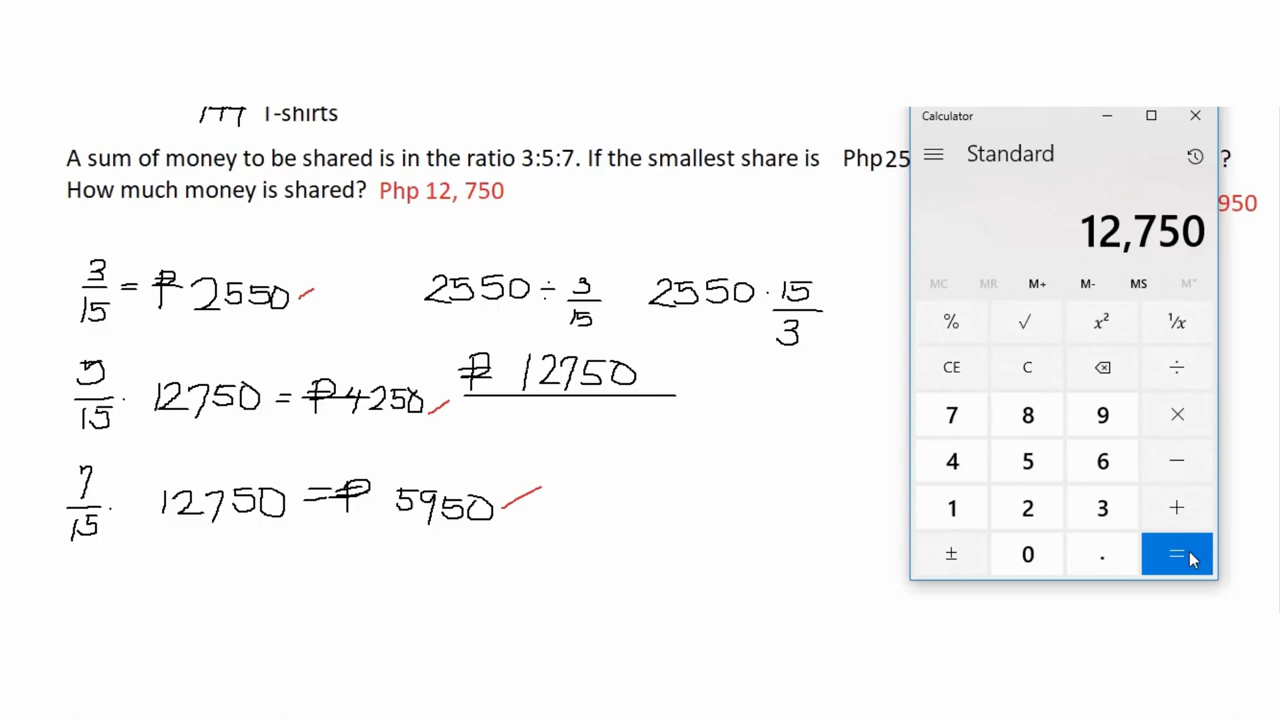 T-shirts
A sum of money to be shared is in the ratio 3:5:7. If the smallest share is Php25 ?
How much money is shared? Php 12, 750 950
3/15 = ₱ 2550 ✓ 2550 ÷ 3/15 2550 · 15/3
5/15 · 12750 = ₱ 4250 ✓ ₱ 12750
7/15 · 12750 = ₱ 5950 ✓
Calculator
Standard
12,750
MC MR M+ M- MS M˅
% √ x² ¹/x
CE C ⌫ ÷
7 8 9 ×
4 5 6 −
1 2 3 +
± 0 . =